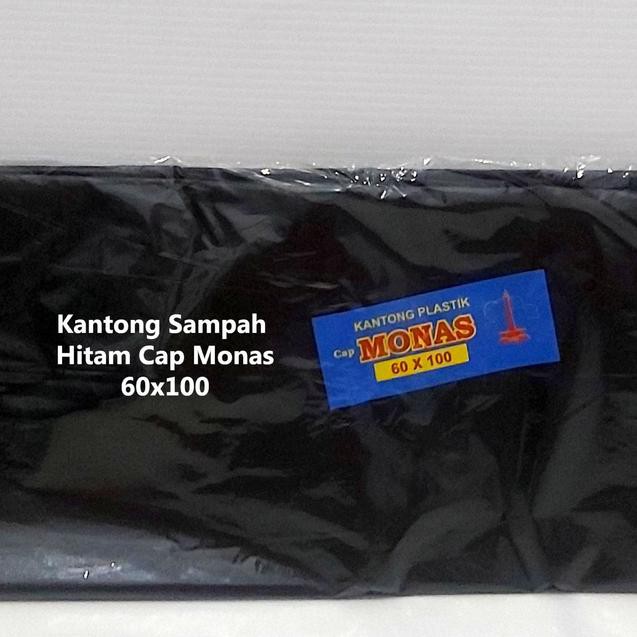 Kantong Sampah
Hitam Cap Monas
60x100
KANTONG PLASTIK
Cap MONAS
60 X 100